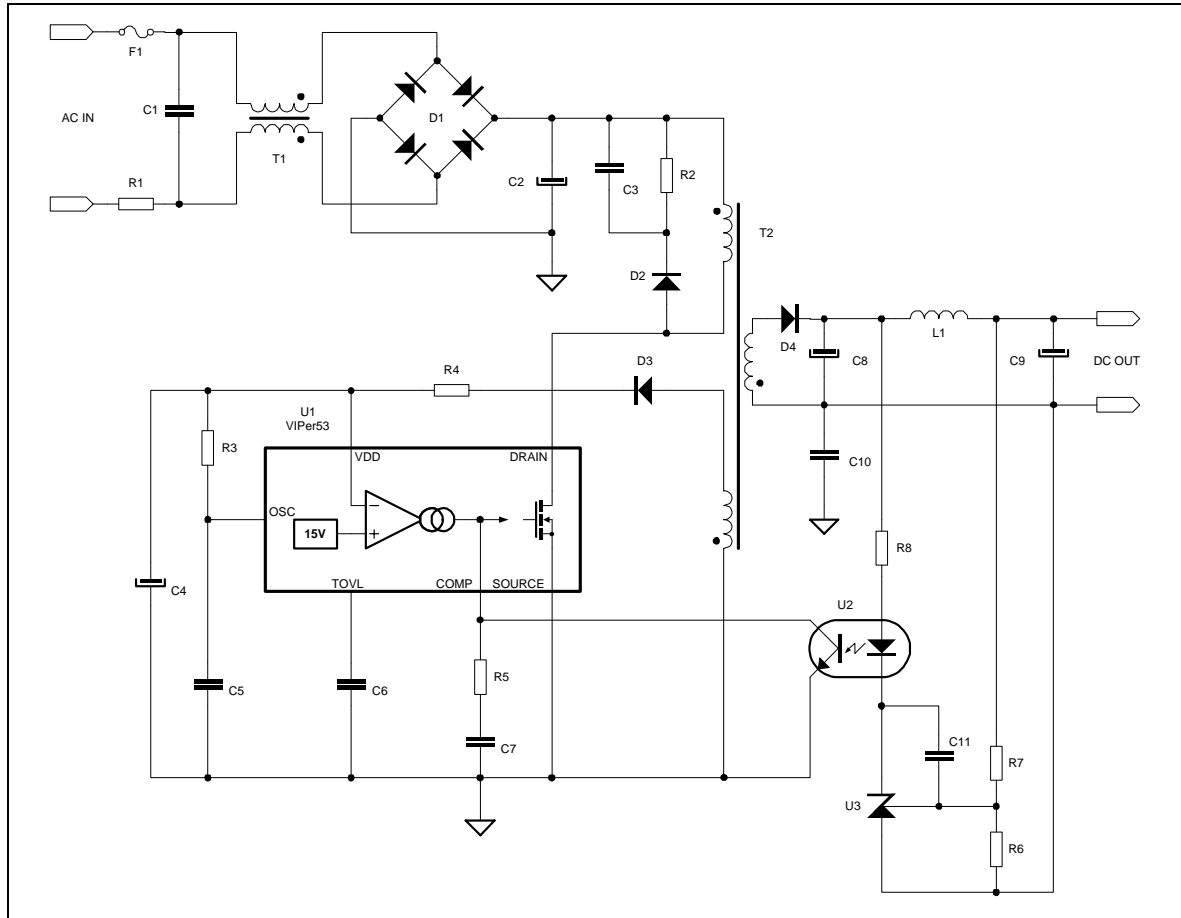 F1
C1
AC IN
D1
T1
R1
C2
C3
R2
T2
D2
D4
C8
L1
C9
DC OUT
D3
R4
U1
VIPer53
R3
VDD
DRAIN
C10
OSC
15V
−
+
R8
TOVL
COMP
SOURCE
C4
U2
C5
C6
R5
C7
C11
R7
U3
R6